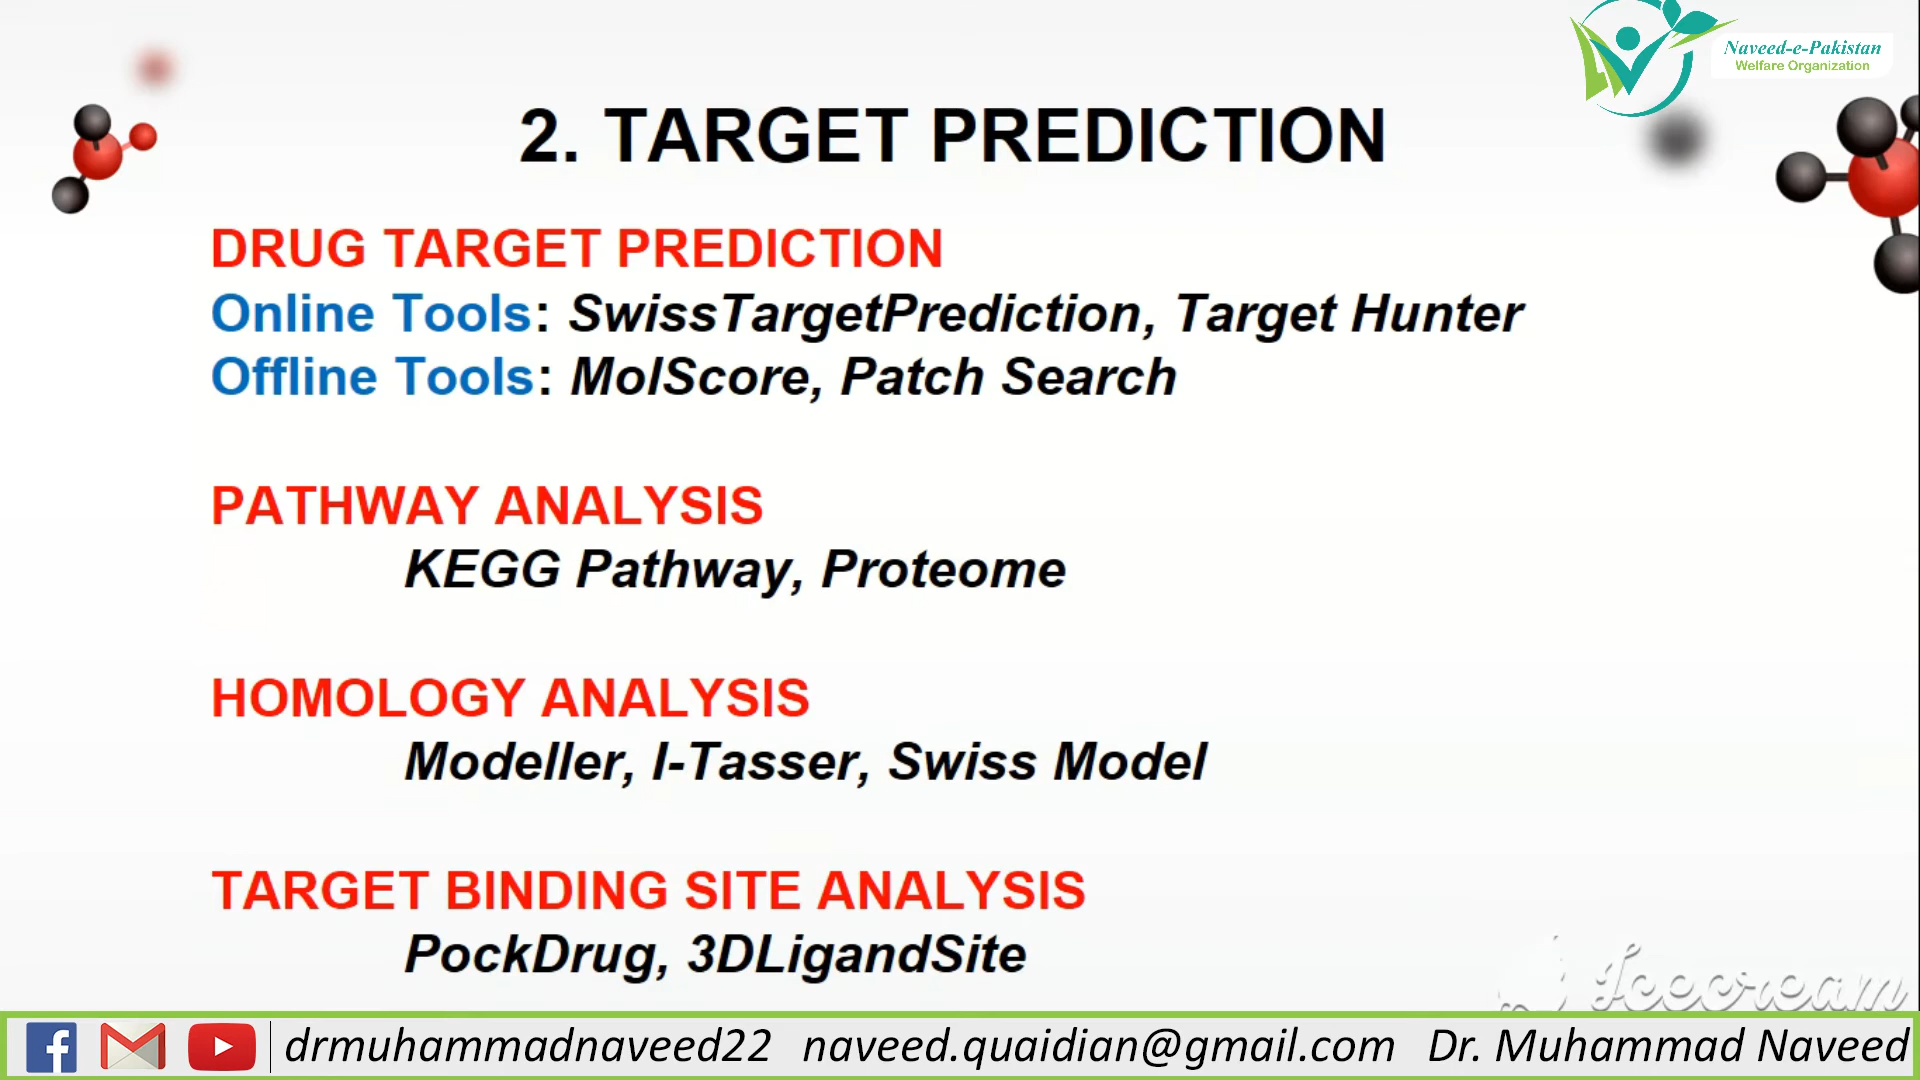 Naveed-e-Pakistan
Welfare Organization
2. TARGET PREDICTION
DRUG TARGET PREDICTION
Online Tools: SwissTargetPrediction, Target Hunter
Offline Tools: MolScore, Patch Search
PATHWAY ANALYSIS
KEGG Pathway, Proteome
HOMOLOGY ANALYSIS
Modeller, I-Tasser, Swiss Model
TARGET BINDING SITE ANALYSIS
PockDrug, 3DLigandSite
Icecream
drmuhammadnaveed22 naveed.quaidian@gmail.com Dr. Muhammad Naveed